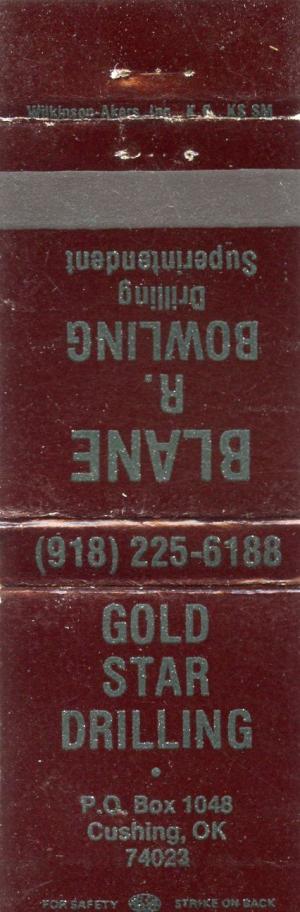 Wilkinson-Akers Inc. K.C. KS SM
BLANE
R.
BOWLING
Drilling
Superintendent
(918) 225-6188
GOLD
STAR
DRILLING
•
P.O. Box 1048
Cushing, OK
74023
FOR SAFETY STRIKE ON BACK